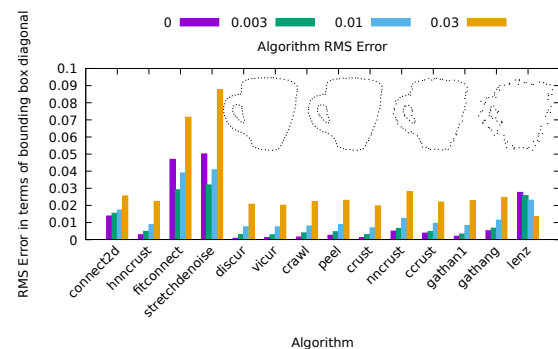 0 0.003 0.01 0.03
Algorithm RMS Error
RMS Error in terms of bounding box diagonal
0.1
0.09
0.08
0.07
0.06
0.05
0.04
0.03
0.02
0.01
0
connect2d
hnncrust
fitconnect
stretchdenoise
discur
vicur
crawl
peel
crust
nncrust
ccrust
gathan1
gathang
lenz
Algorithm